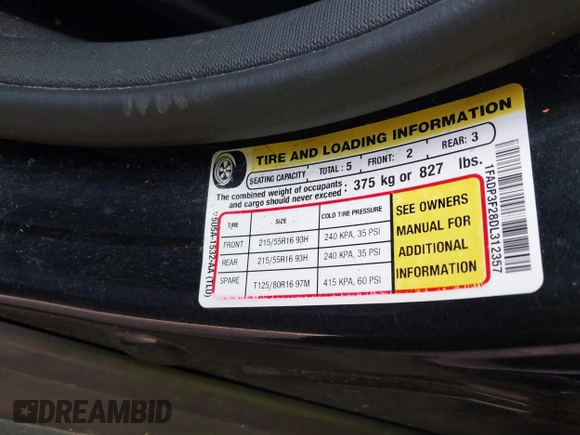 TIRE AND LOADING INFORMATION
SEATING CAPACITY TOTAL: 5 FRONT: 2 REAR: 3
The combined weight of occupants and cargo should never exceed: 375 kg or 827 lbs.
TIRE SIZE COLD TIRE PRESSURE
FRONT 215/55R16 93H 240 KPA, 35 PSI
REAR 215/55R16 93H 240 KPA, 35 PSI
SPARE T125/80R16 97M 415 KPA, 60 PSI
SEE OWNERS
MANUAL FOR
ADDITIONAL
INFORMATION
1FADP3F28DL312357
DREAMBID